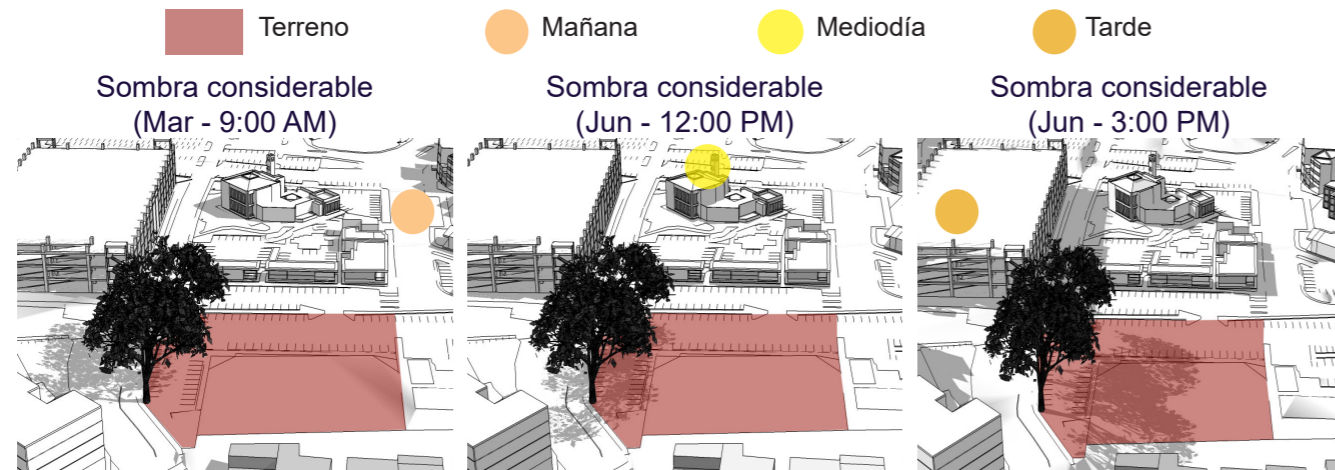 Terreno
Mañana
Mediodía
Tarde
Sombra considerable
(Mar - 9:00 AM)
Sombra considerable
(Jun - 12:00 PM)
Sombra considerable
(Jun - 3:00 PM)